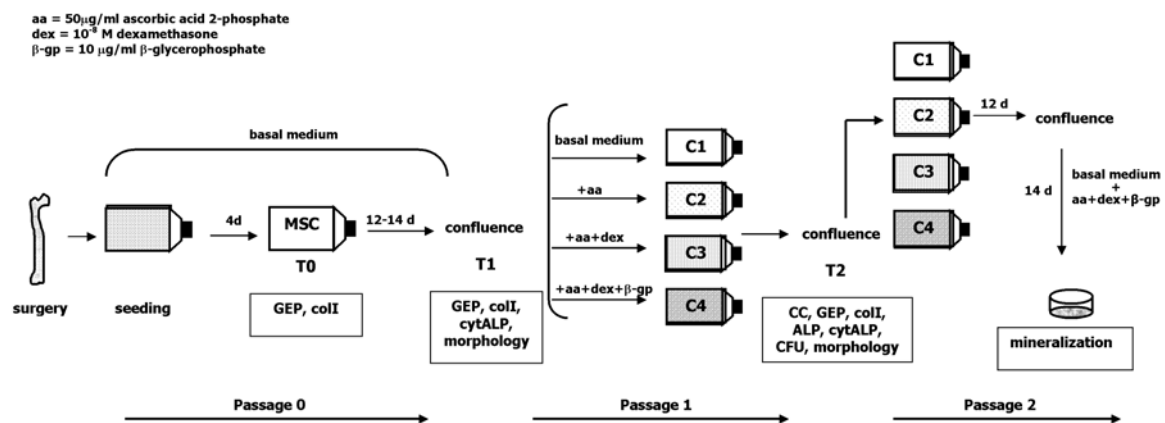 aa = 50µg/ml ascorbic acid 2-phosphate
dex = 10⁻⁸ M dexamethasone
β-gp = 10 µg/ml β-glycerophosphate
basal medium
surgery
seeding
4d
MSC
T0
GEP, colI
12-14 d
confluence
T1
GEP, colI,
cytALP,
morphology
basal medium
C1
+aa
C2
+aa+dex
C3
+aa+dex+β-gp
C4
confluence
T2
CC, GEP, colI,
ALP, cytALP,
CFU, morphology
C1
C2
C3
C4
12 d
confluence
14 d
basal medium
+
aa+dex+β-gp
mineralization
Passage 0
Passage 1
Passage 2